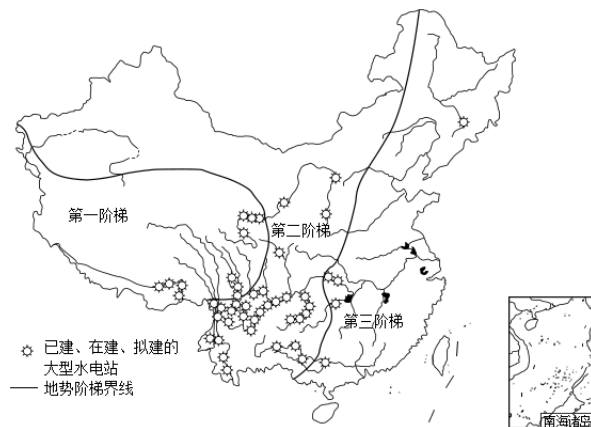 第一阶梯
第二阶梯
第三阶梯
已建、在建、拟建的
大型水电站
地势阶梯界线
南海诸岛